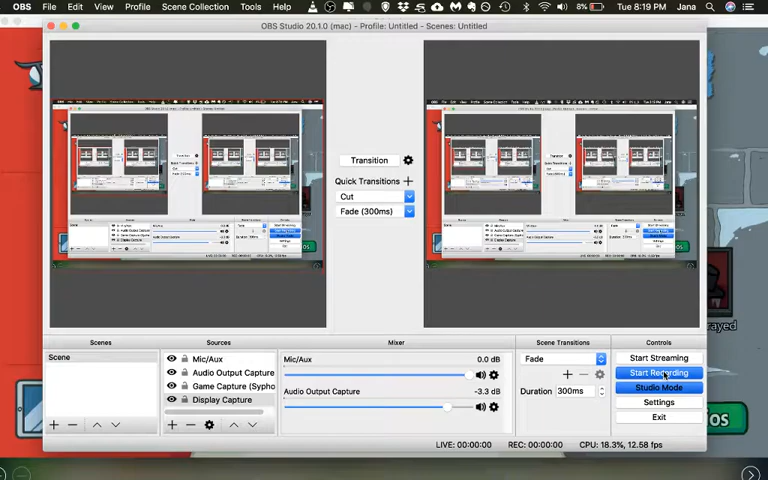 OBS File Edit View Profile Scene Collection Tools Help 8% Tue 8:19 PM Jana
OBS Studio 20.1.0 (mac) - Profile: Untitled - Scenes: Untitled
Transition
Quick Transitions
Cut
Fade (300ms)
Scenes Sources Mixer Scene Transitions Controls
Scene
Mic/Aux
Audio Output Capture
Game Capture (Sypho
Display Capture
Mic/Aux 0.0 dB
Audio Output Capture -3.3 dB
Fade
Duration 300ms
Start Streaming
Start Recording
Studio Mode
Settings
Exit
LIVE: 00:00:00 REC: 00:00:00 CPU: 18.3%, 12.58 fps
rayed
os